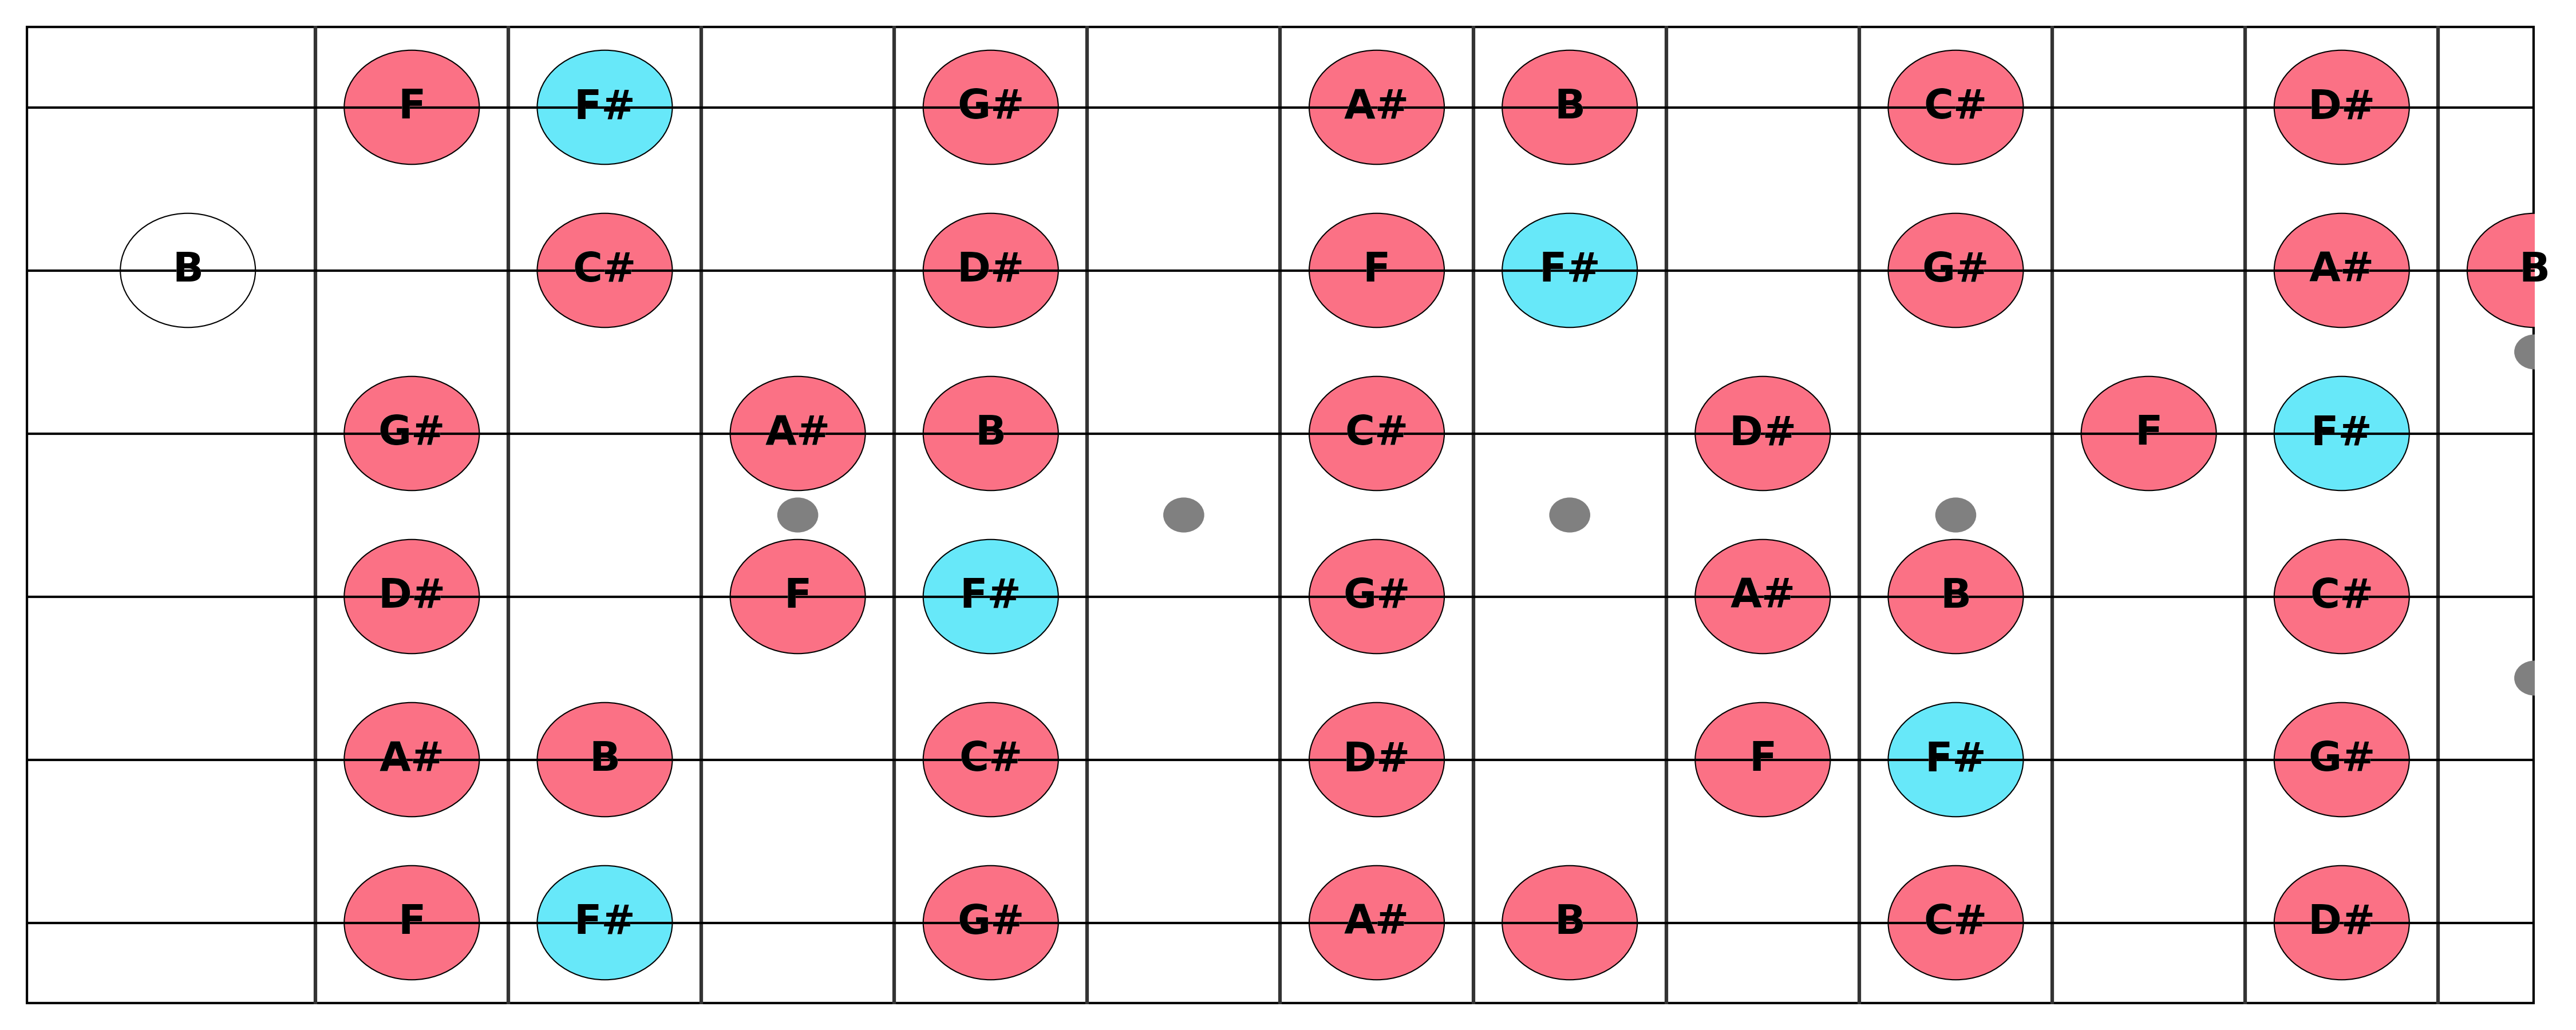 F F# G# A# B C# D#
B C# D# F F# G# A# B
G# A# B C# D# F F#
D# F F# G# A# B C#
A# B C# D# F F# G#
F F# G# A# B C# D#